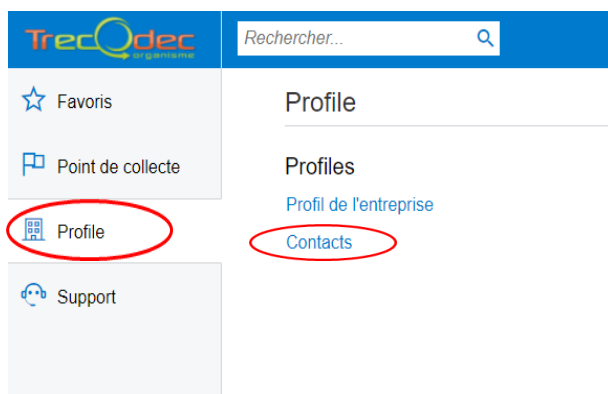 TrecOdec
organisme
Rechercher...
Favoris
Point de collecte
Profile
Support
Profile
Profiles
Profil de l'entreprise
Contacts